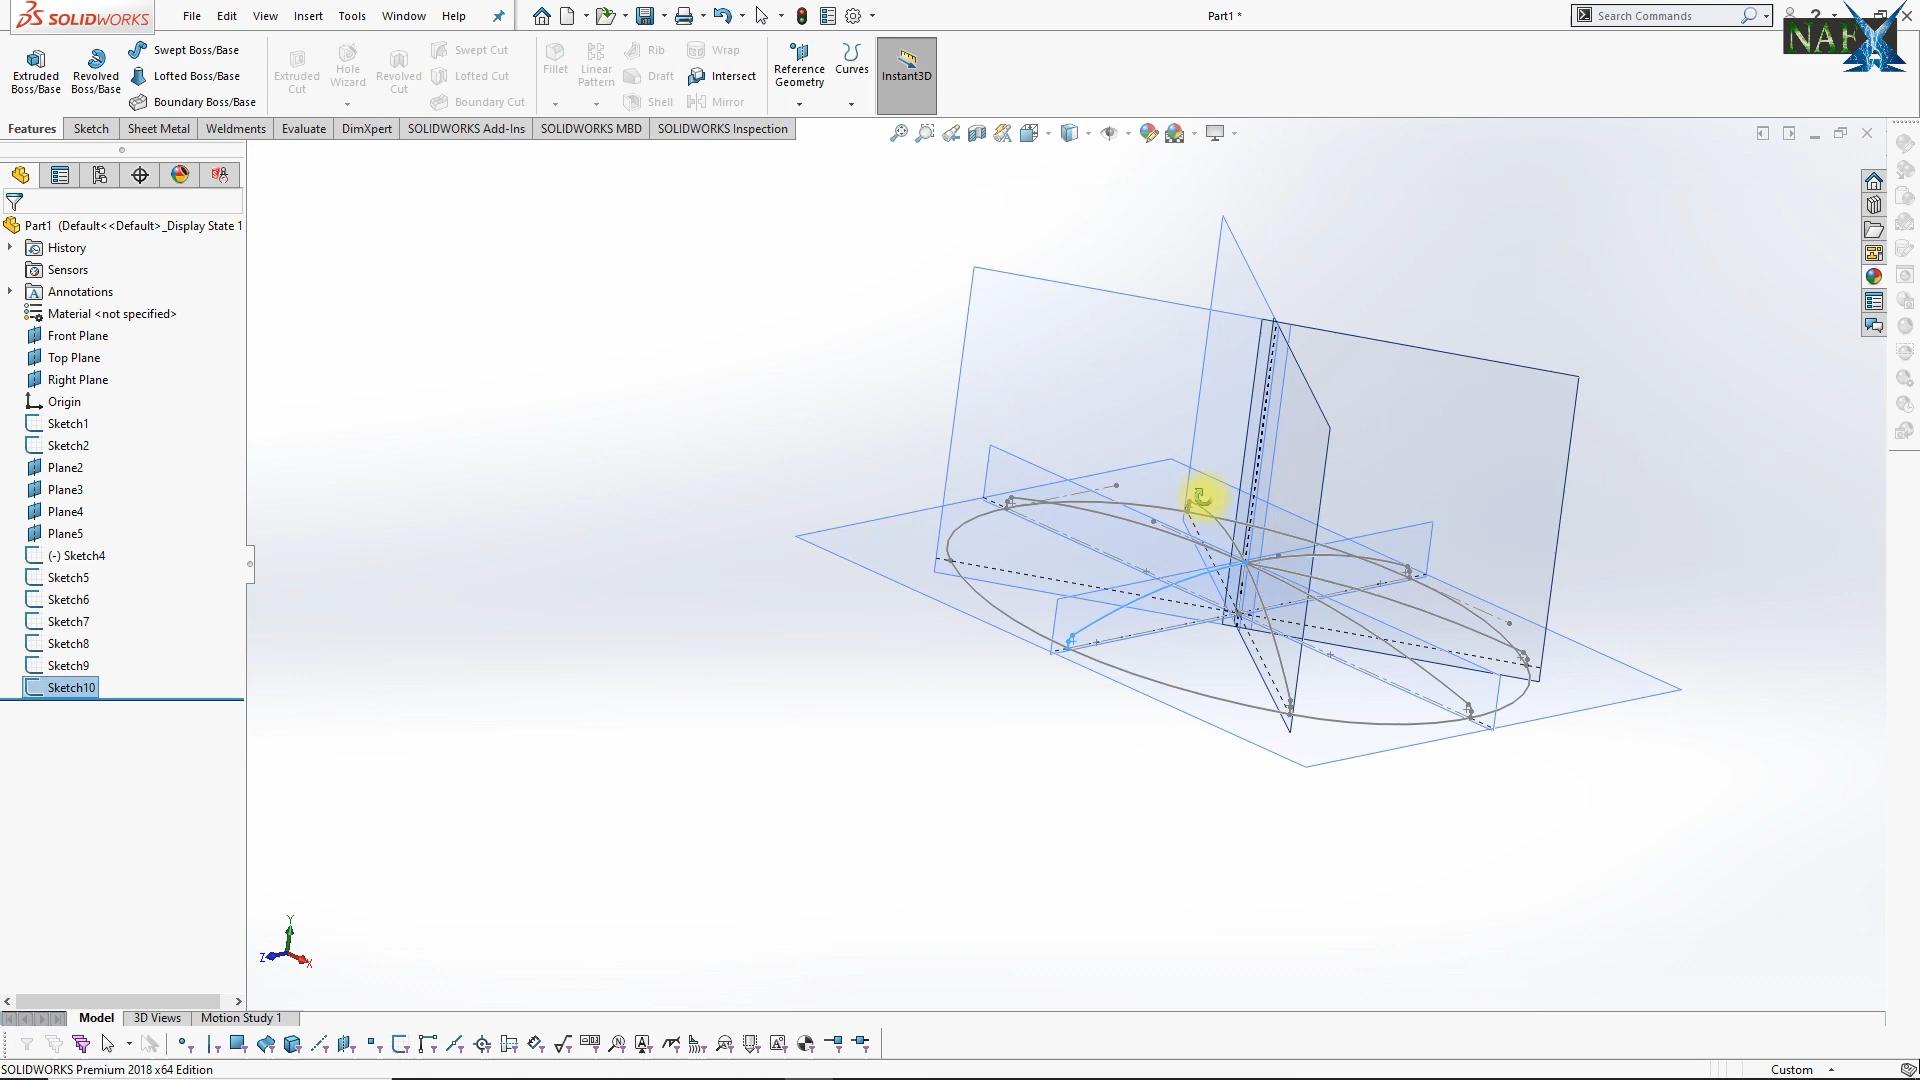 SOLIDWORKS
File Edit View Insert Tools Window Help
Part1 *
Search Commands
?
Extruded Boss/Base
Revolved Boss/Base
Swept Boss/Base
Lofted Boss/Base
Boundary Boss/Base
Extruded Cut
Hole Wizard
Revolved Cut
Swept Cut
Lofted Cut
Boundary Cut
Fillet
Linear Pattern
Rib
Draft
Shell
Wrap
Intersect
Mirror
Reference Geometry
Curves
Instant3D
Features Sketch Sheet Metal Weldments Evaluate DimXpert SOLIDWORKS Add-Ins SOLIDWORKS MBD SOLIDWORKS Inspection
Part1 (Default<<Default>_Display State 1
History
Sensors
Annotations
Material <not specified>
Front Plane
Top Plane
Right Plane
Origin
Sketch1
Sketch2
Plane2
Plane3
Plane4
Plane5
(-) Sketch4
Sketch5
Sketch6
Sketch7
Sketch8
Sketch9
Sketch10
Y
Z
X
Model 3D Views Motion Study 1
SOLIDWORKS Premium 2018 x64 Edition
Custom